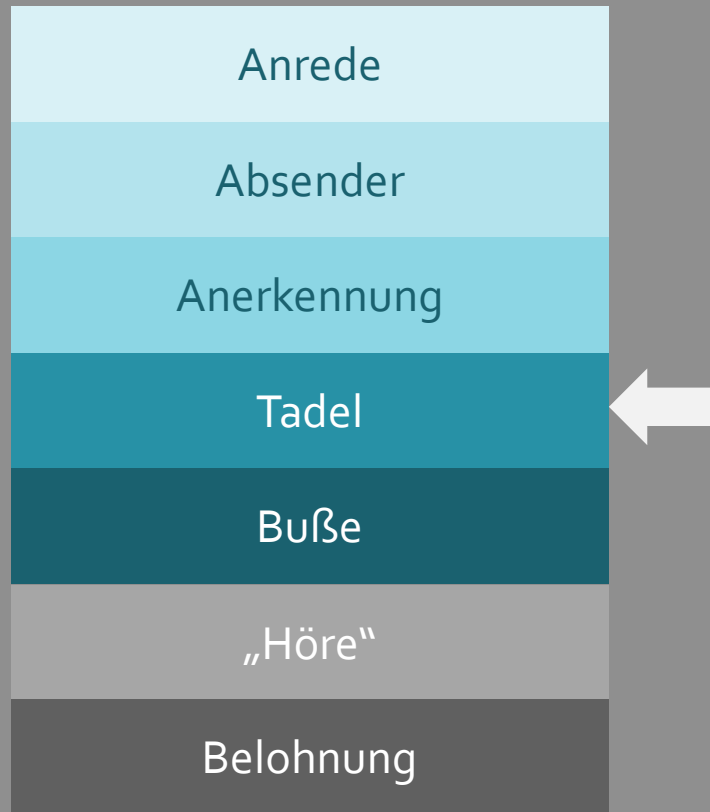 Anrede
Absender
Anerkennung
Tadel
Buße
„Höre“
Belohnung